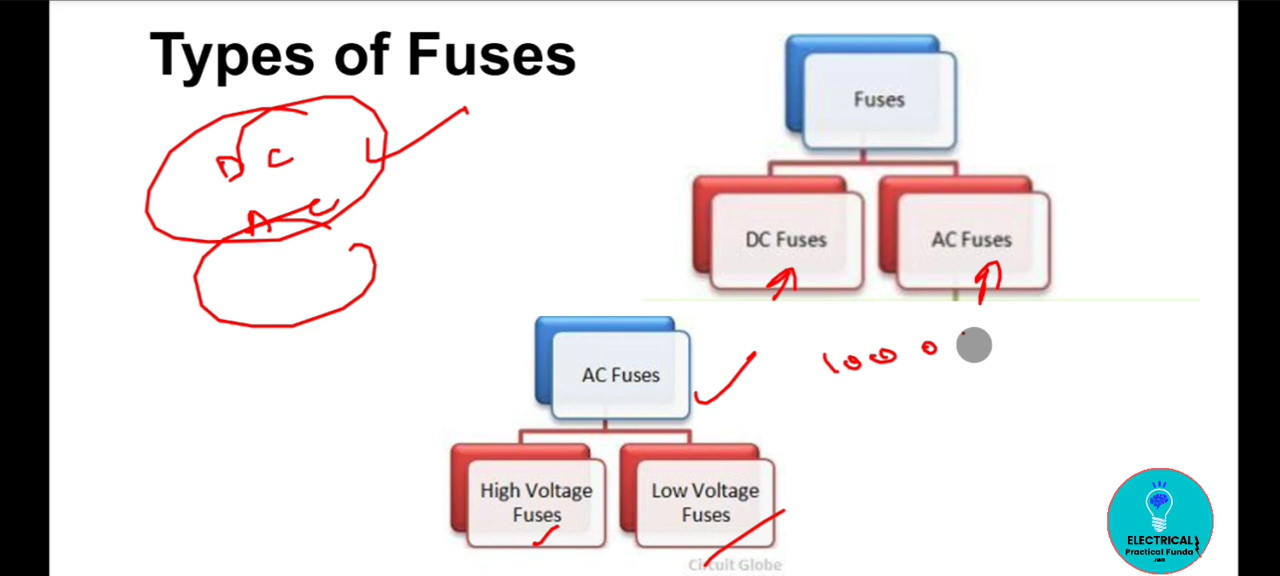 Types of Fuses
Fuses
DC
AC
DC Fuses
AC Fuses
1000
AC Fuses
High Voltage
Fuses
Low Voltage
Fuses
Circuit Globe
ELECTRICAL
Practical Funda